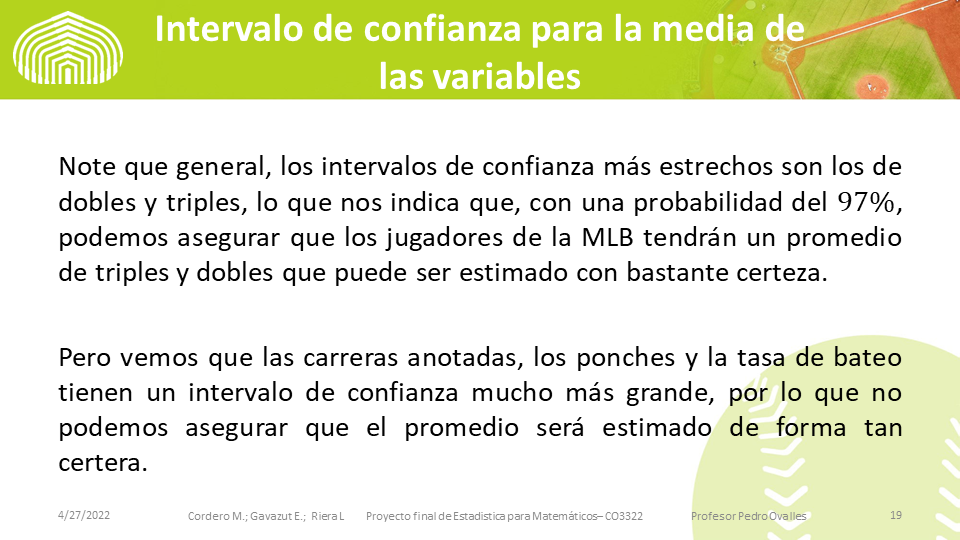 Intervalo de confianza para la media de
las variables
Note que general, los intervalos de confianza más estrechos son los de
dobles y triples, lo que nos indica que, con una probabilidad del 97%,
podemos asegurar que los jugadores de la MLB tendrán un promedio
de triples y dobles que puede ser estimado con bastante certeza.
Pero vemos que las carreras anotadas, los ponches y la tasa de bateo
tienen un intervalo de confianza mucho más grande, por lo que no
podemos asegurar que el promedio será estimado de forma tan
certera.
4/27/2022 Cordero M.; Gavazut E.; Riera L Proyecto final de Estadistica para Matemáticos– CO3322 Profesor Pedro Ovalles 19